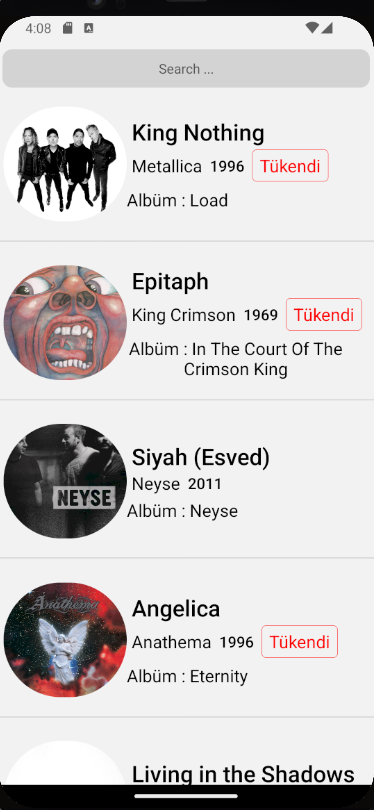 4:08
Search ...
King Nothing
Metallica 1996 Tükendi
Albüm : Load
Epitaph
King Crimson 1969 Tükendi
Albüm : In The Court Of The
Crimson King
NEYSE
Siyah (Esved)
Neyse 2011
Albüm : Neyse
Anathema
Angelica
Anathema 1996 Tükendi
Albüm : Eternity
Living in the Shadows